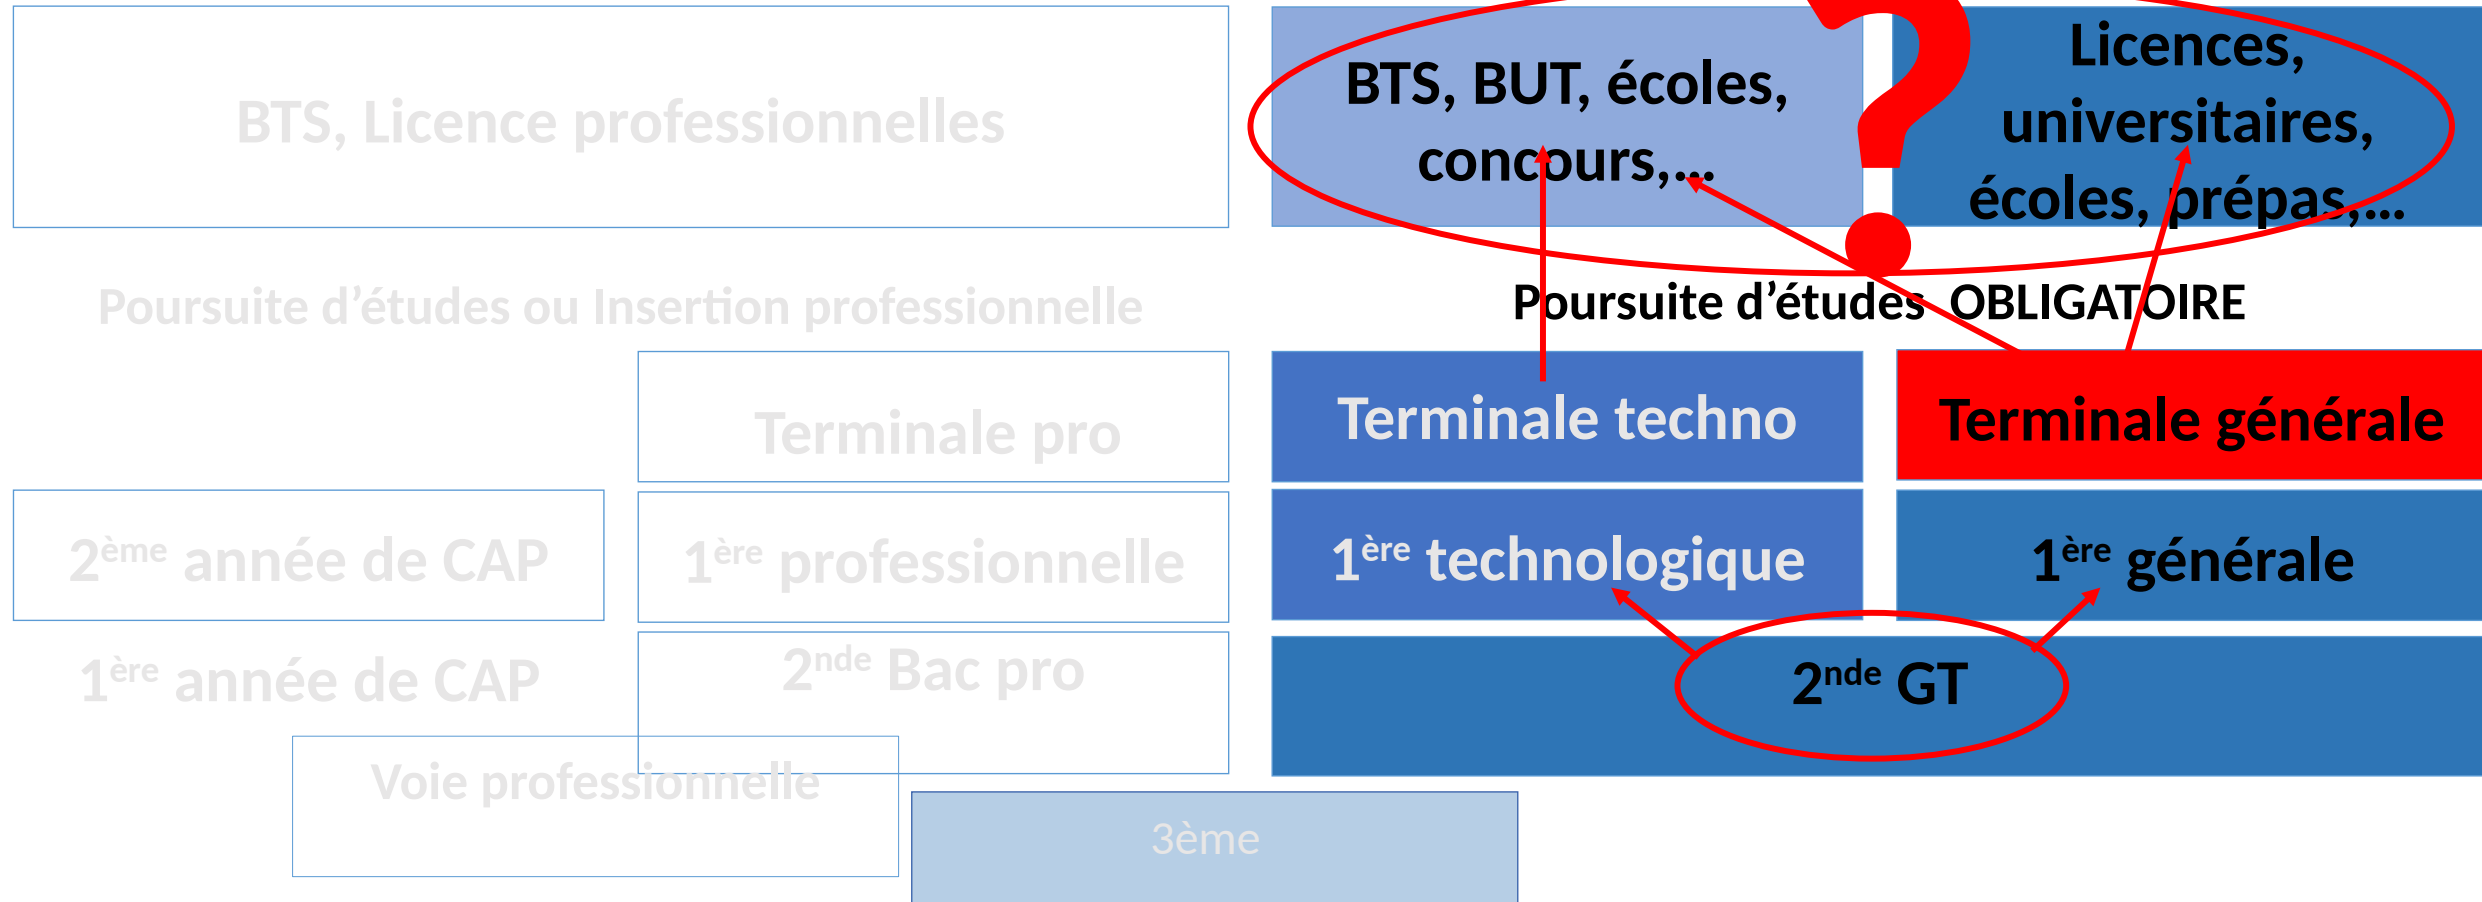 BTS, Licence professionnelles
BTS, BUT, écoles,
concours,...
?
Licences,
universitaires,
écoles, prépas,...
Poursuite d’études ou Insertion professionnelle
Poursuite d’études OBLIGATOIRE
Terminale pro
Terminale techno
Terminale générale
2ème année de CAP
1ère professionnelle
1ère technologique
1ère générale
1ère année de CAP
2nde Bac pro
2nde GT
Voie professionnelle
3ème